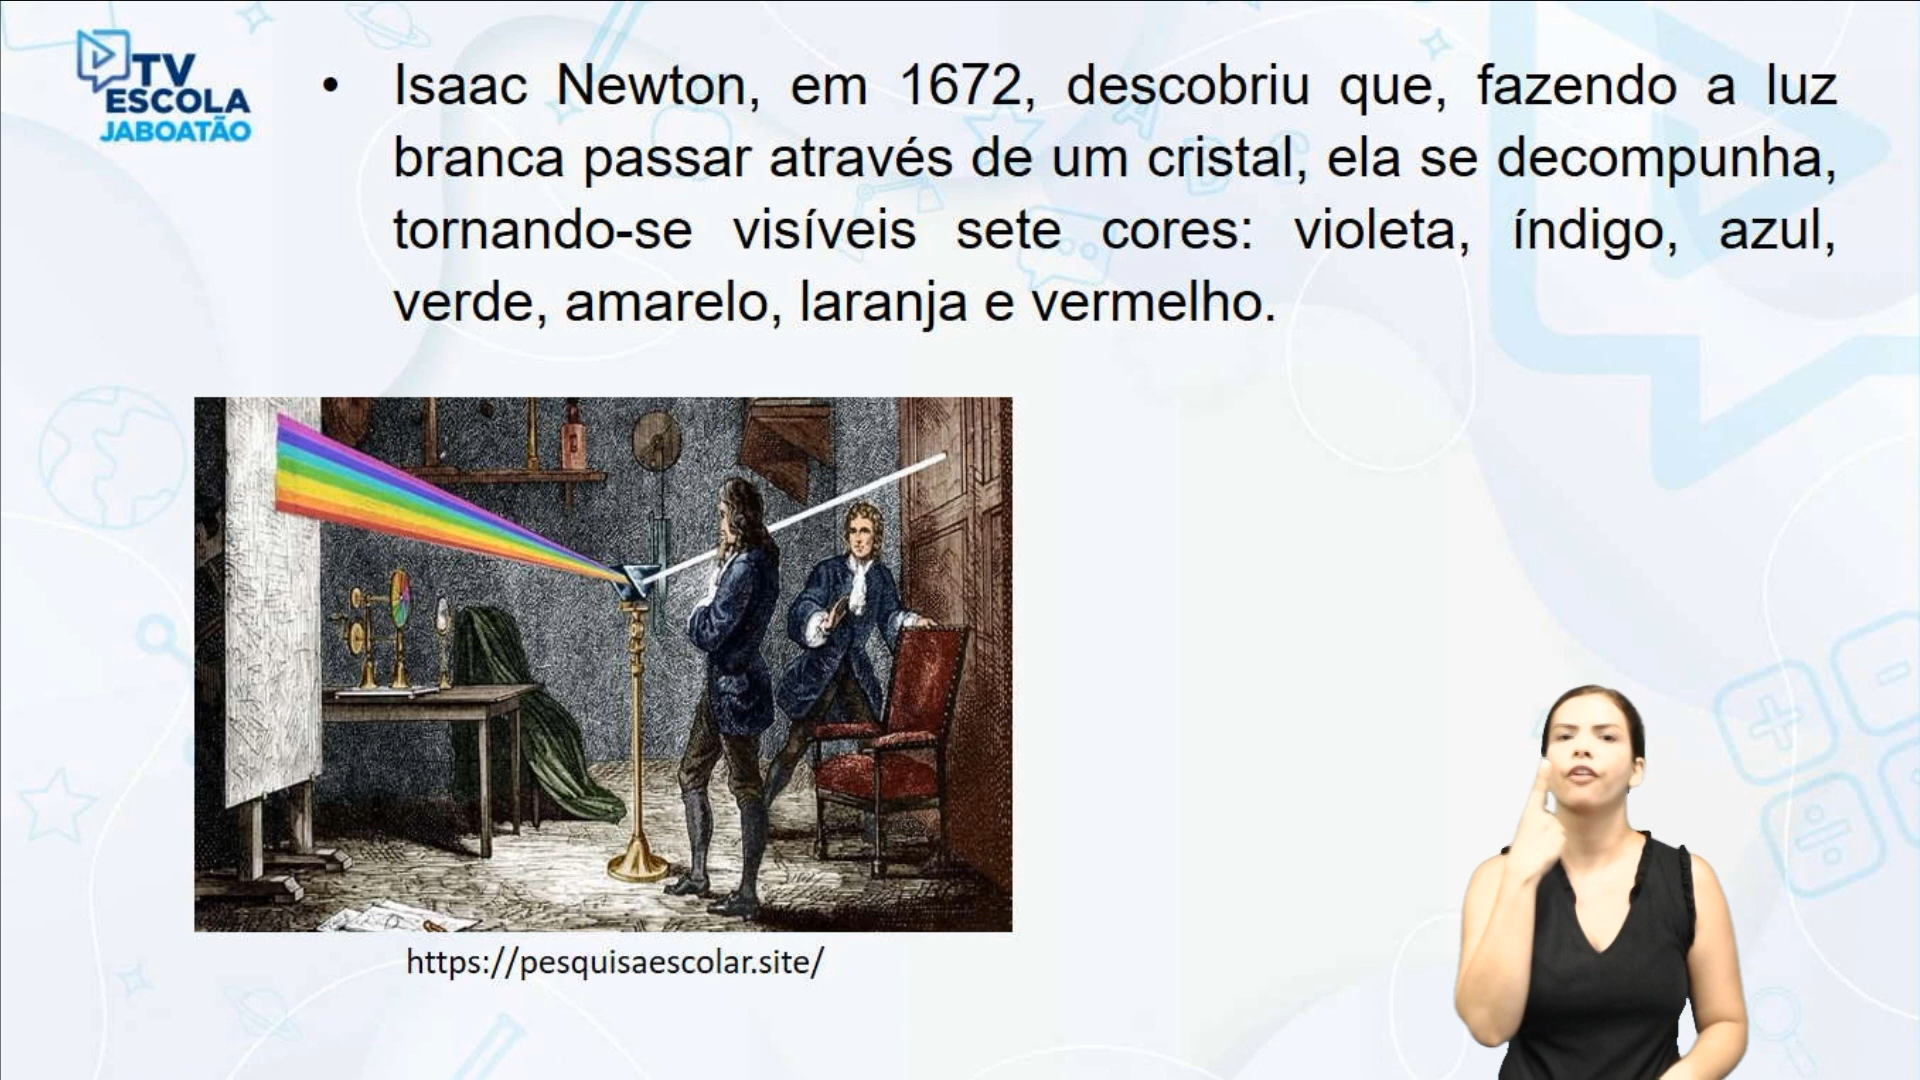 TV
ESCOLA
JABOATÃO
• Isaac Newton, em 1672, descobriu que, fazendo a luz
branca passar através de um cristal, ela se decompunha,
tornando-se visíveis sete cores: violeta, índigo, azul,
verde, amarelo, laranja e vermelho.
https://pesquisaescolar.site/